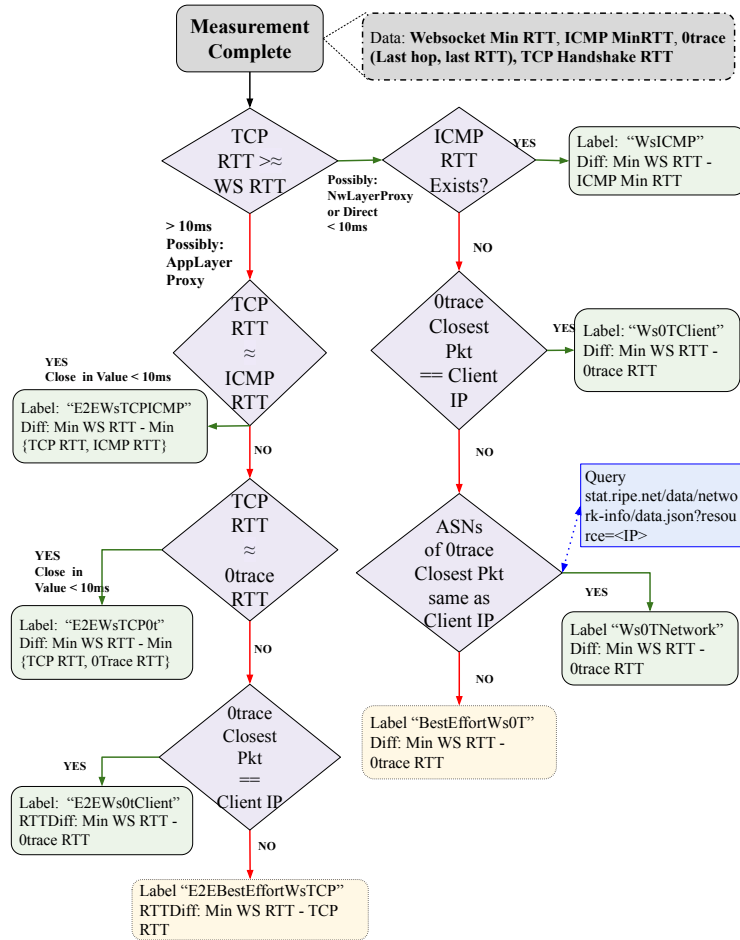 Measurement
Complete
Data: Websocket Min RTT, ICMP MinRTT, 0trace
(Last hop, last RTT), TCP Handshake RTT
TCP
RTT >≈
WS RTT
Possibly:
NwLayerProxy
or Direct
< 10ms
ICMP
RTT
Exists?
YES
Label: “WsICMP”
Diff: Min WS RTT -
ICMP Min RTT
> 10ms
Possibly:
AppLayer
Proxy
NO
TCP
RTT
≈
ICMP
RTT
0trace
Closest
Pkt
== Client
IP
YES
Label: “Ws0TClient”
Diff: Min WS RTT -
0trace RTT
YES
Close in Value < 10ms
Label: “E2EWsTCPICMP”
Diff: Min WS RTT - Min
{TCP RTT, ICMP RTT}
NO
NO
Query
stat.ripe.net/data/netwo
rk-info/data.json?resou
rce=<IP>
TCP
RTT
≈
0trace
RTT
ASNs
of 0trace
Closest Pkt
same as
Client IP
YES
Close in
Value < 10ms
YES
Label: “E2EWsTCP0t”
Diff: Min WS RTT - Min
{TCP RTT, 0Trace RTT}
Label “Ws0TNetwork”
Diff: Min WS RTT -
0trace RTT
NO
NO
Label “BestEffortWs0T”
Diff: Min WS RTT -
0trace RTT
0trace
Closest
Pkt
==
Client IP
YES
Label: “E2EWs0tClient”
RTTDiff: Min WS RTT -
0trace RTT
NO
Label “E2EBestEffortWsTCP”
RTTDiff: Min WS RTT - TCP
RTT